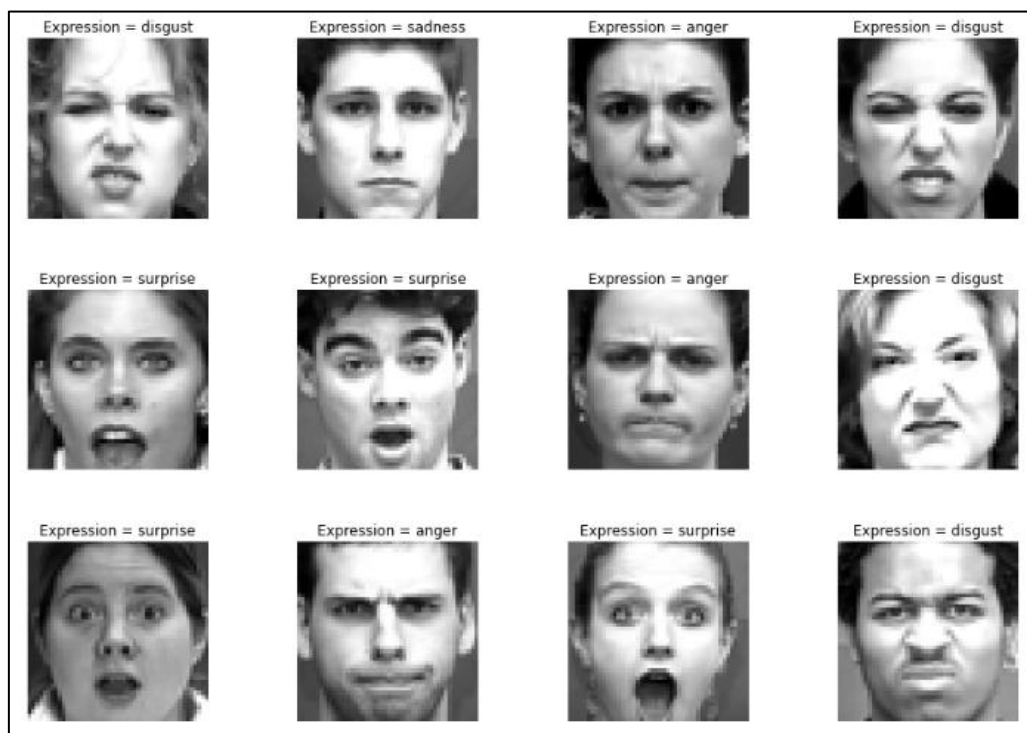 Expression = disgust
Expression = sadness
Expression = anger
Expression = disgust
Expression = surprise
Expression = surprise
Expression = anger
Expression = disgust
Expression = surprise
Expression = anger
Expression = surprise
Expression = disgust